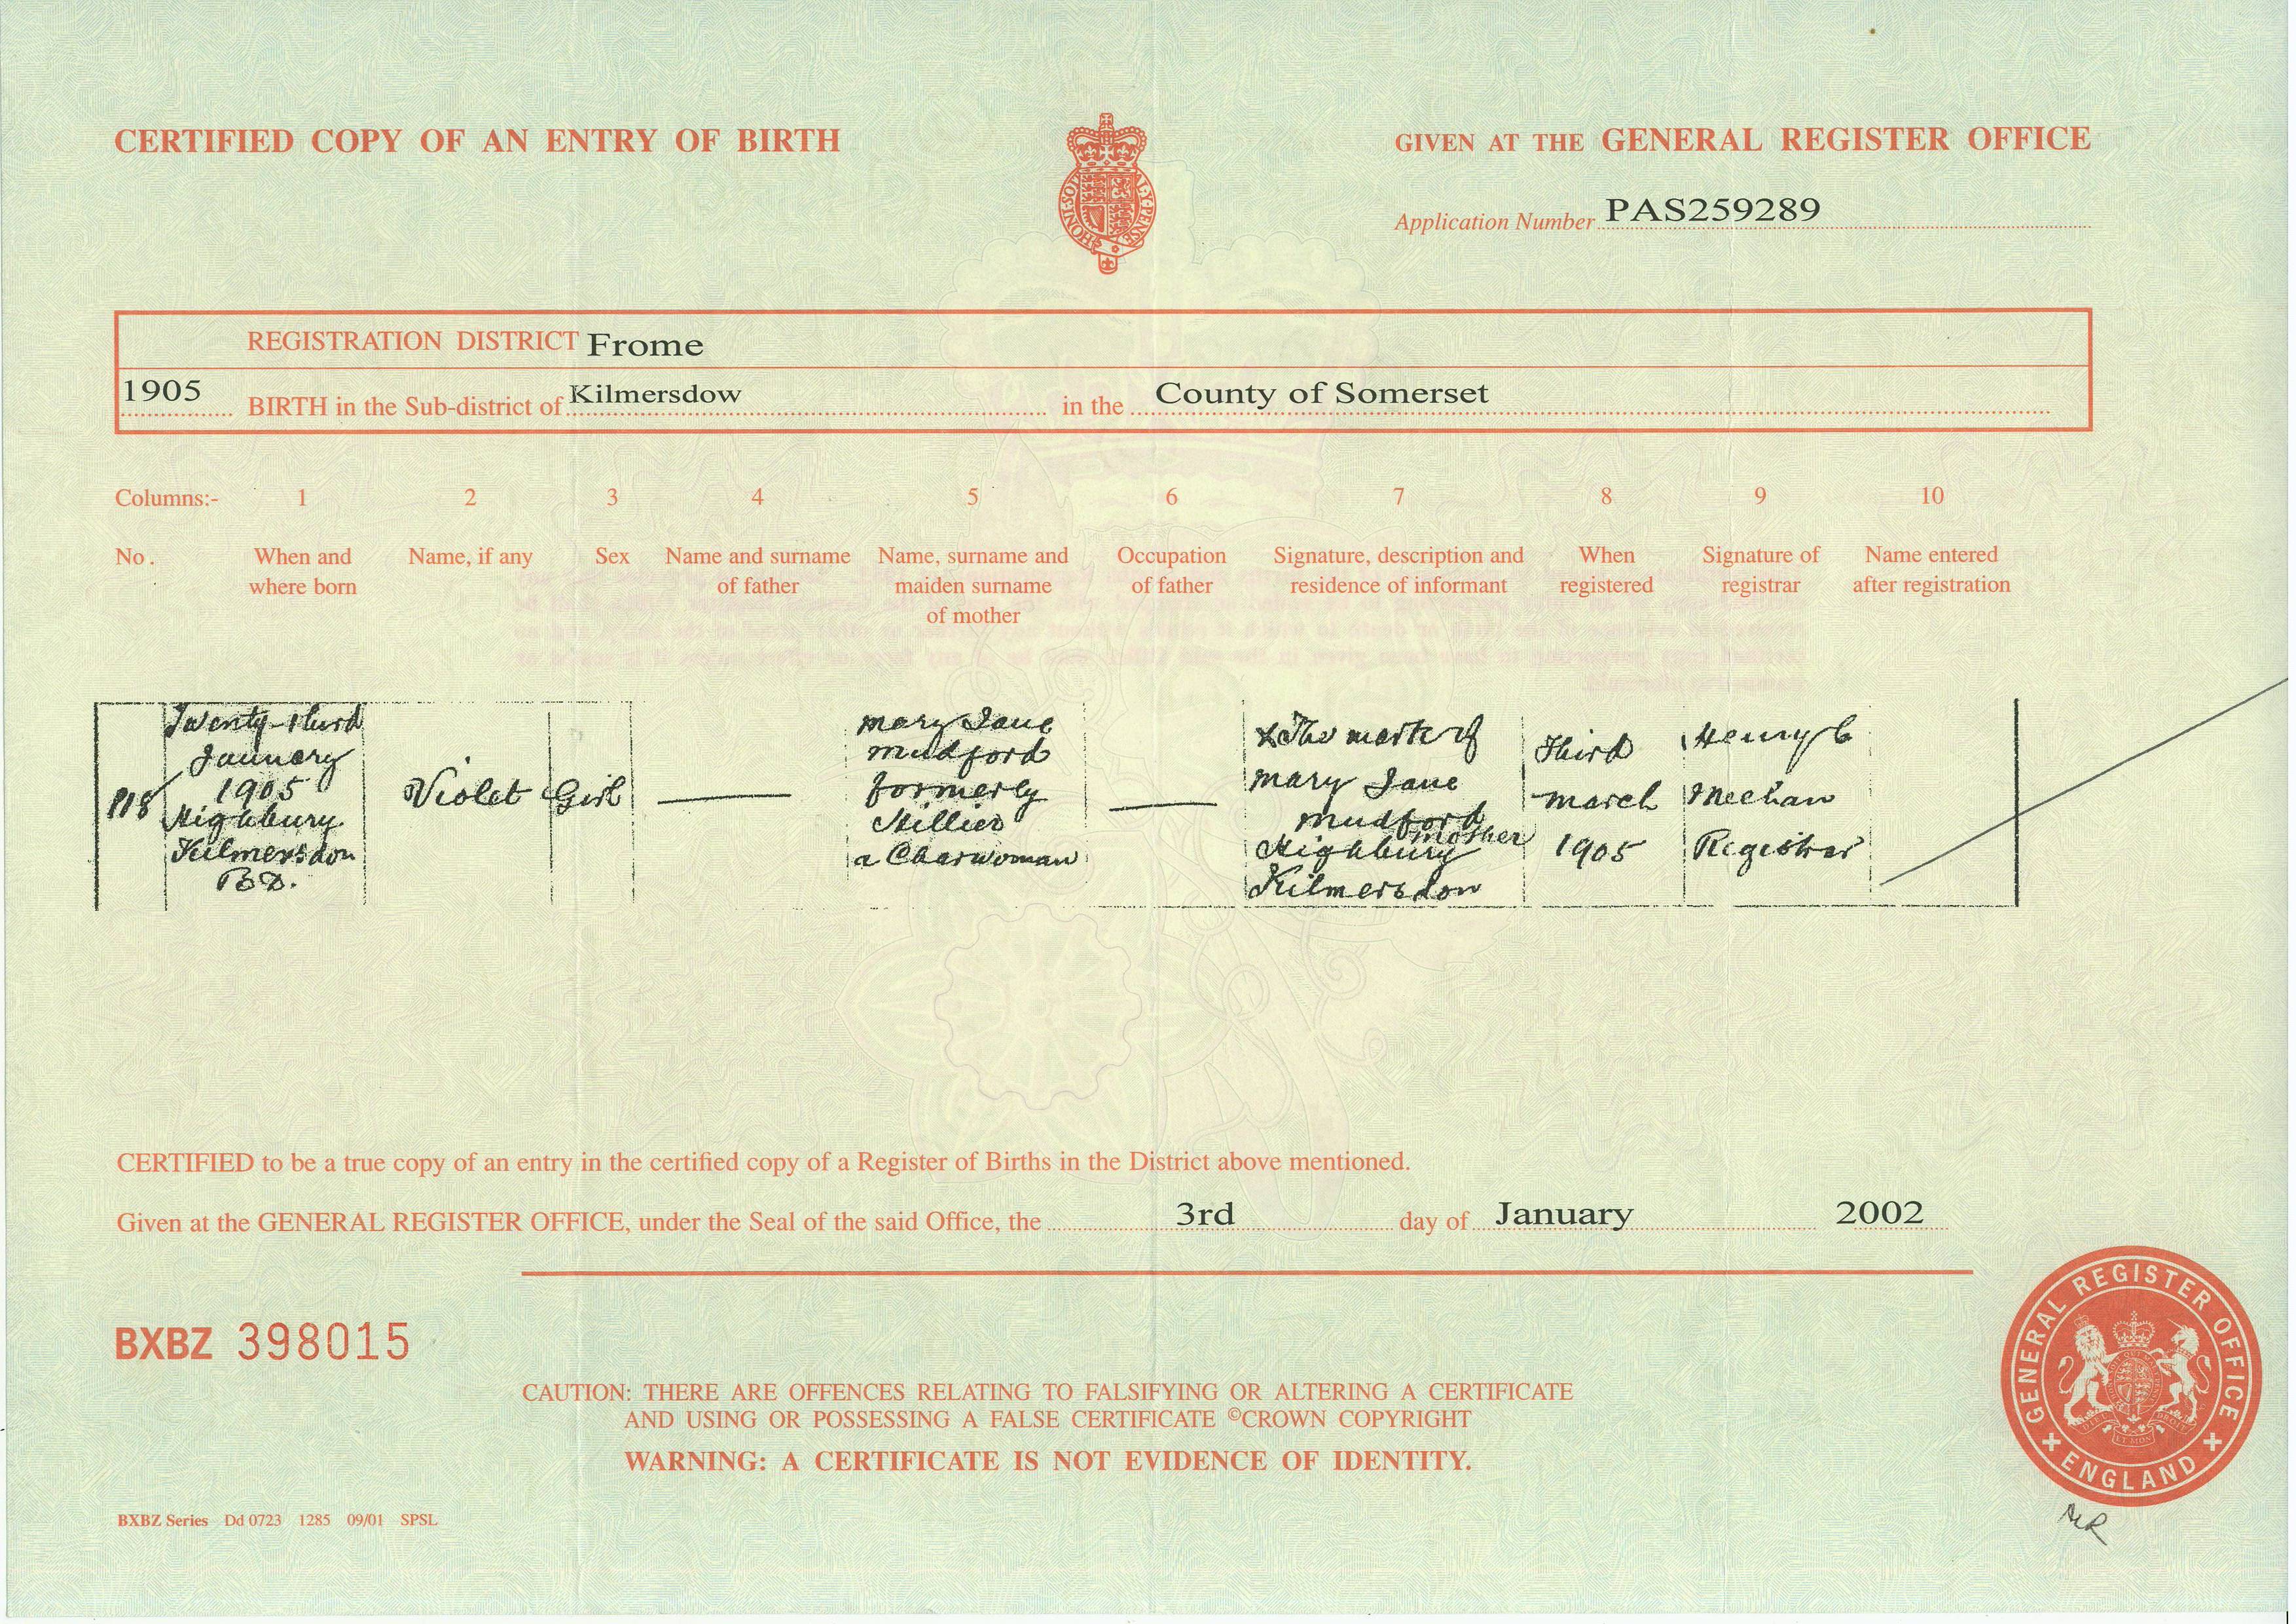 CERTIFIED COPY OF AN ENTRY OF BIRTH
GIVEN AT THE GENERAL REGISTER OFFICE
Application Number PAS259289
REGISTRATION DISTRICT Frome
1905 BIRTH in the Sub-district of Kilmersdow in the County of Somerset
Columns:- 1 2 3 4 5 6 7 8 9 10
No. When and where born
Name, if any
Sex
Name and surname of father
Name, surname and maiden surname of mother
Occupation of father
Signature, description and residence of informant
When registered
Signature of registrar
Name entered after registration
118
Twenty-third
January
1905
Highbury
Kilmersdon
R.D.
Violet
Girl
Mary Jane
Mudford
formerly
Hillier
a Charwoman
X The mark of
Mary Jane
Mudford
Mother
Highbury
Kilmersdon
Third
March
1905
Henry C
Meehan
Registrar
CERTIFIED to be a true copy of an entry in the certified copy of a Register of Births in the District above mentioned.
Given at the GENERAL REGISTER OFFICE, under the Seal of the said Office, the 3rd day of January 2002
BXBZ 398015
CAUTION: THERE ARE OFFENCES RELATING TO FALSIFYING OR ALTERING A CERTIFICATE
AND USING OR POSSESSING A FALSE CERTIFICATE ©CROWN COPYRIGHT
WARNING: A CERTIFICATE IS NOT EVIDENCE OF IDENTITY.
BXBZ Series Dd 0723 1285 09/01 SPSL
GENERAL REGISTER OFFICE
ENGLAND